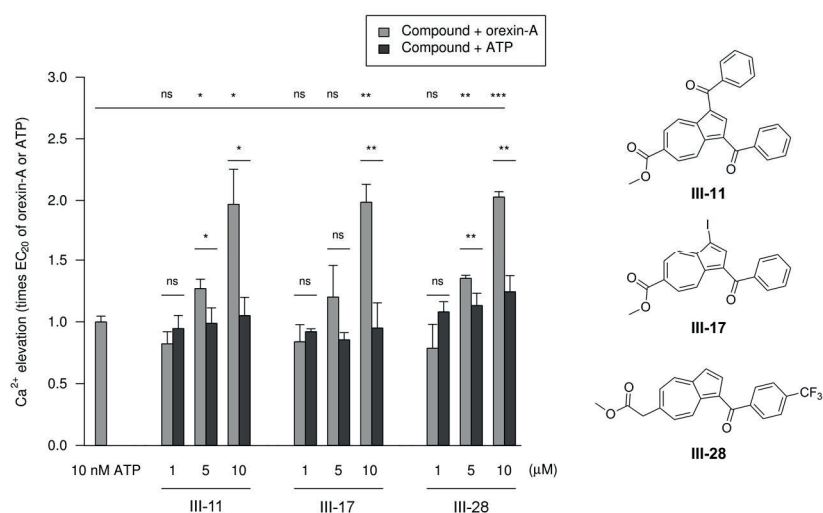 Compound + orexin-A
Compound + ATP
Ca²⁺ elevation (times EC₂₀ of orexin-A or ATP)
3.0
2.5
2.0
1.5
1.0
0.5
0.0
ns * * ns ns ** ns ** ***
* ** **
* ns **
ns ns ns
10 nM ATP 1 5 10 1 5 10 1 5 10 (μM)
III-11 III-17 III-28
O
O
O
O
III-11
I
O
O
O
III-17
O
O
O
CF₃
III-28